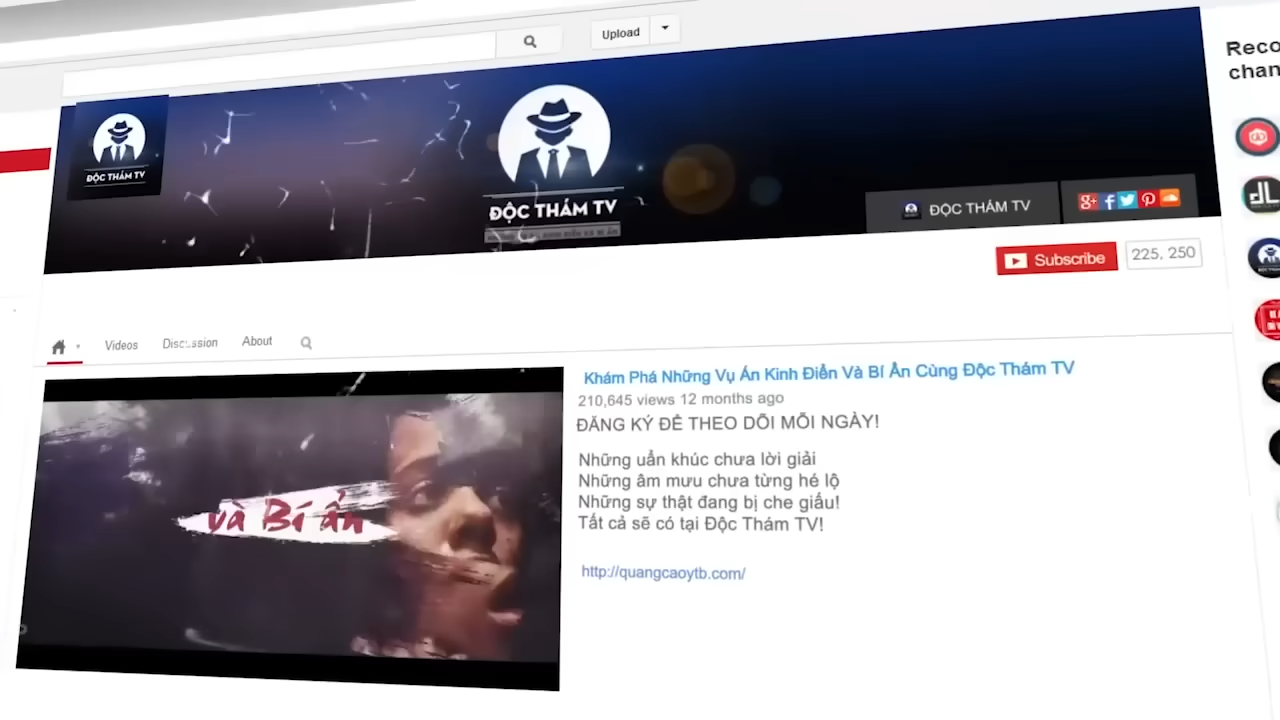 Upload
Reco
chan
ĐỘC THÁM TV
ĐỘC THÁM TV
ĐỘC THÁM TV
g+ f
Subscribe
225, 250
Videos
Discussion
About
Khám Phá Những Vụ Án Kinh Điển Và Bí Ẩn Cùng Độc Thám TV
210,645 views 12 months ago
ĐĂNG KÝ ĐỂ THEO DÕI MỖI NGÀY!
Những uẩn khúc chưa lời giải
Những âm mưu chưa từng hé lộ
Những sự thật đang bị che giấu!
Tất cả sẽ có tại Độc Thám TV!
http://quangcaoytb.com/
và Bí ẩn
dL